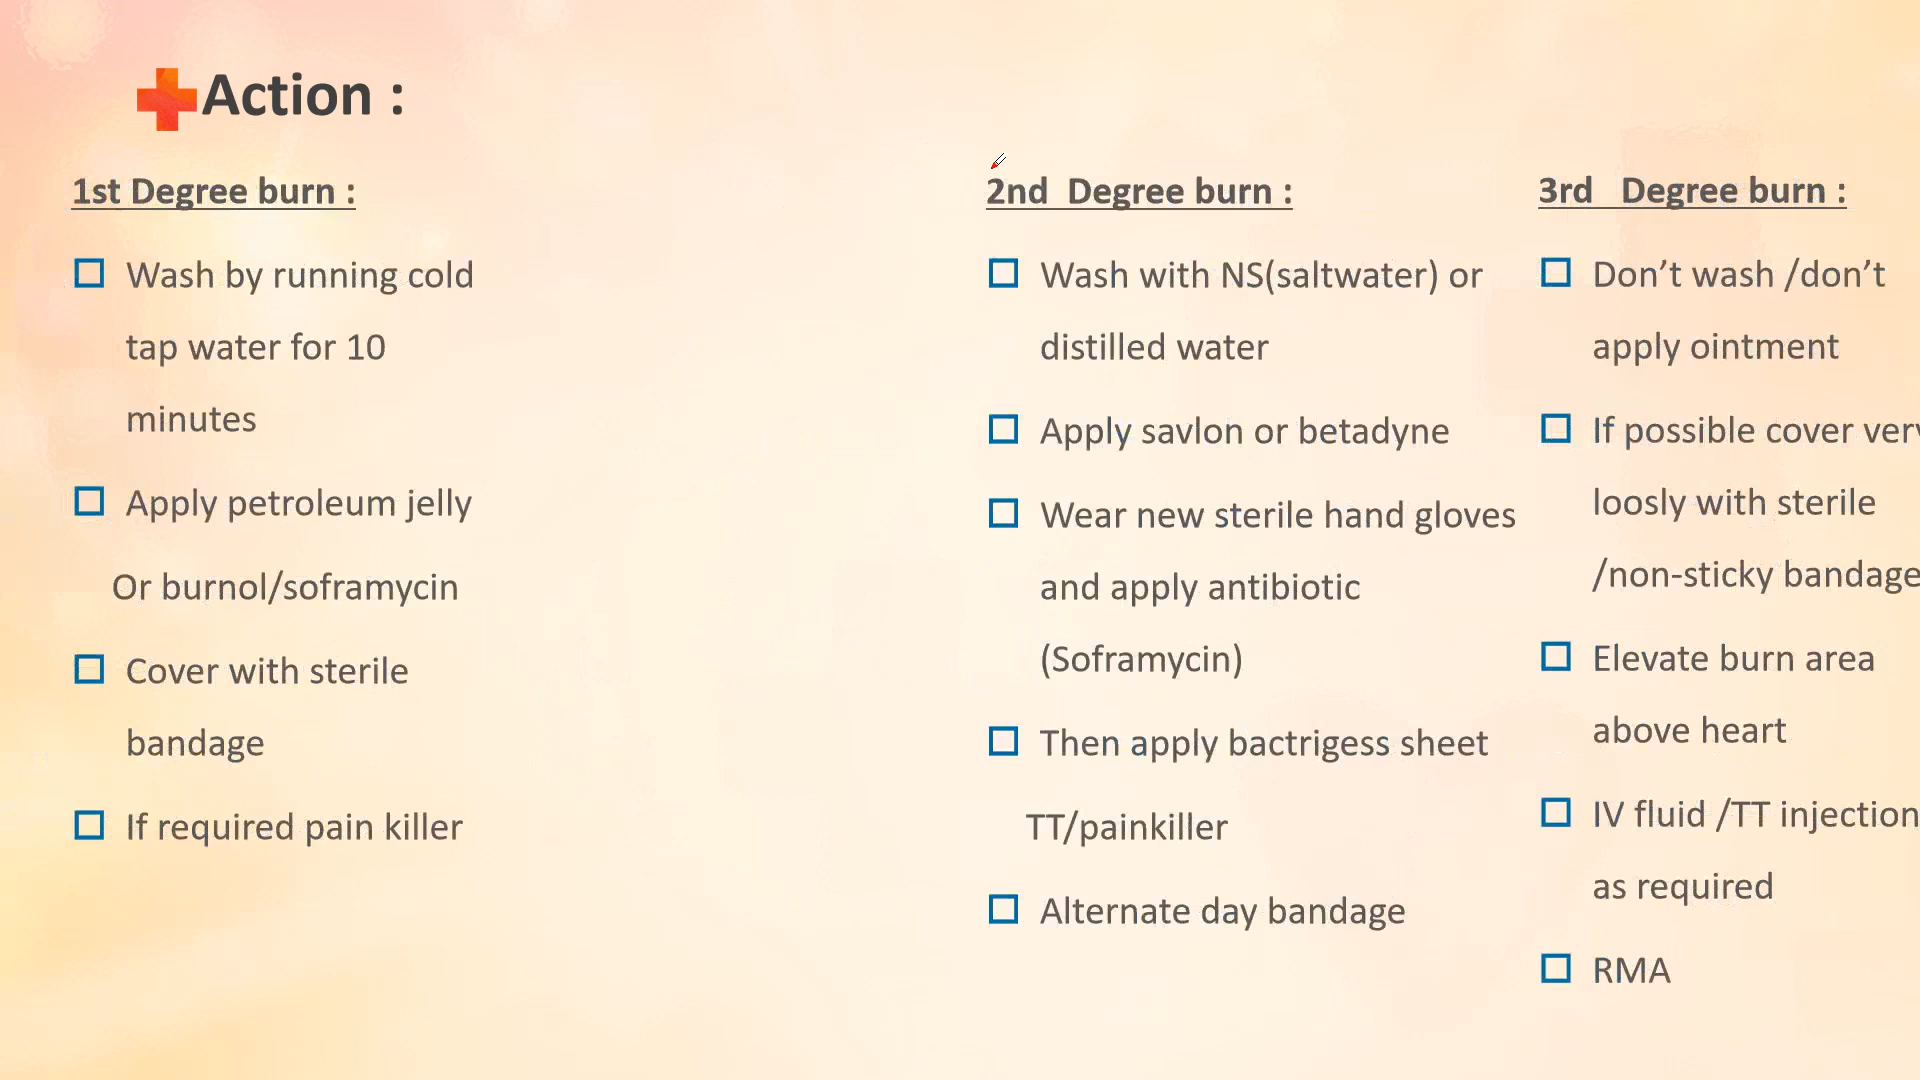 Action :
1st Degree burn :
Wash by running cold
tap water for 10
minutes
Apply petroleum jelly
Or burnol/soframycin
Cover with sterile
bandage
If required pain killer
2nd Degree burn :
Wash with NS(saltwater) or
distilled water
Apply savlon or betadyne
Wear new sterile hand gloves
and apply antibiotic
(Soframycin)
Then apply bactrigess sheet
TT/painkiller
Alternate day bandage
3rd Degree burn :
Don’t wash /don’t
apply ointment
If possible cover very
loosly with sterile
/non-sticky bandage
Elevate burn area
above heart
IV fluid /TT injection
as required
RMA